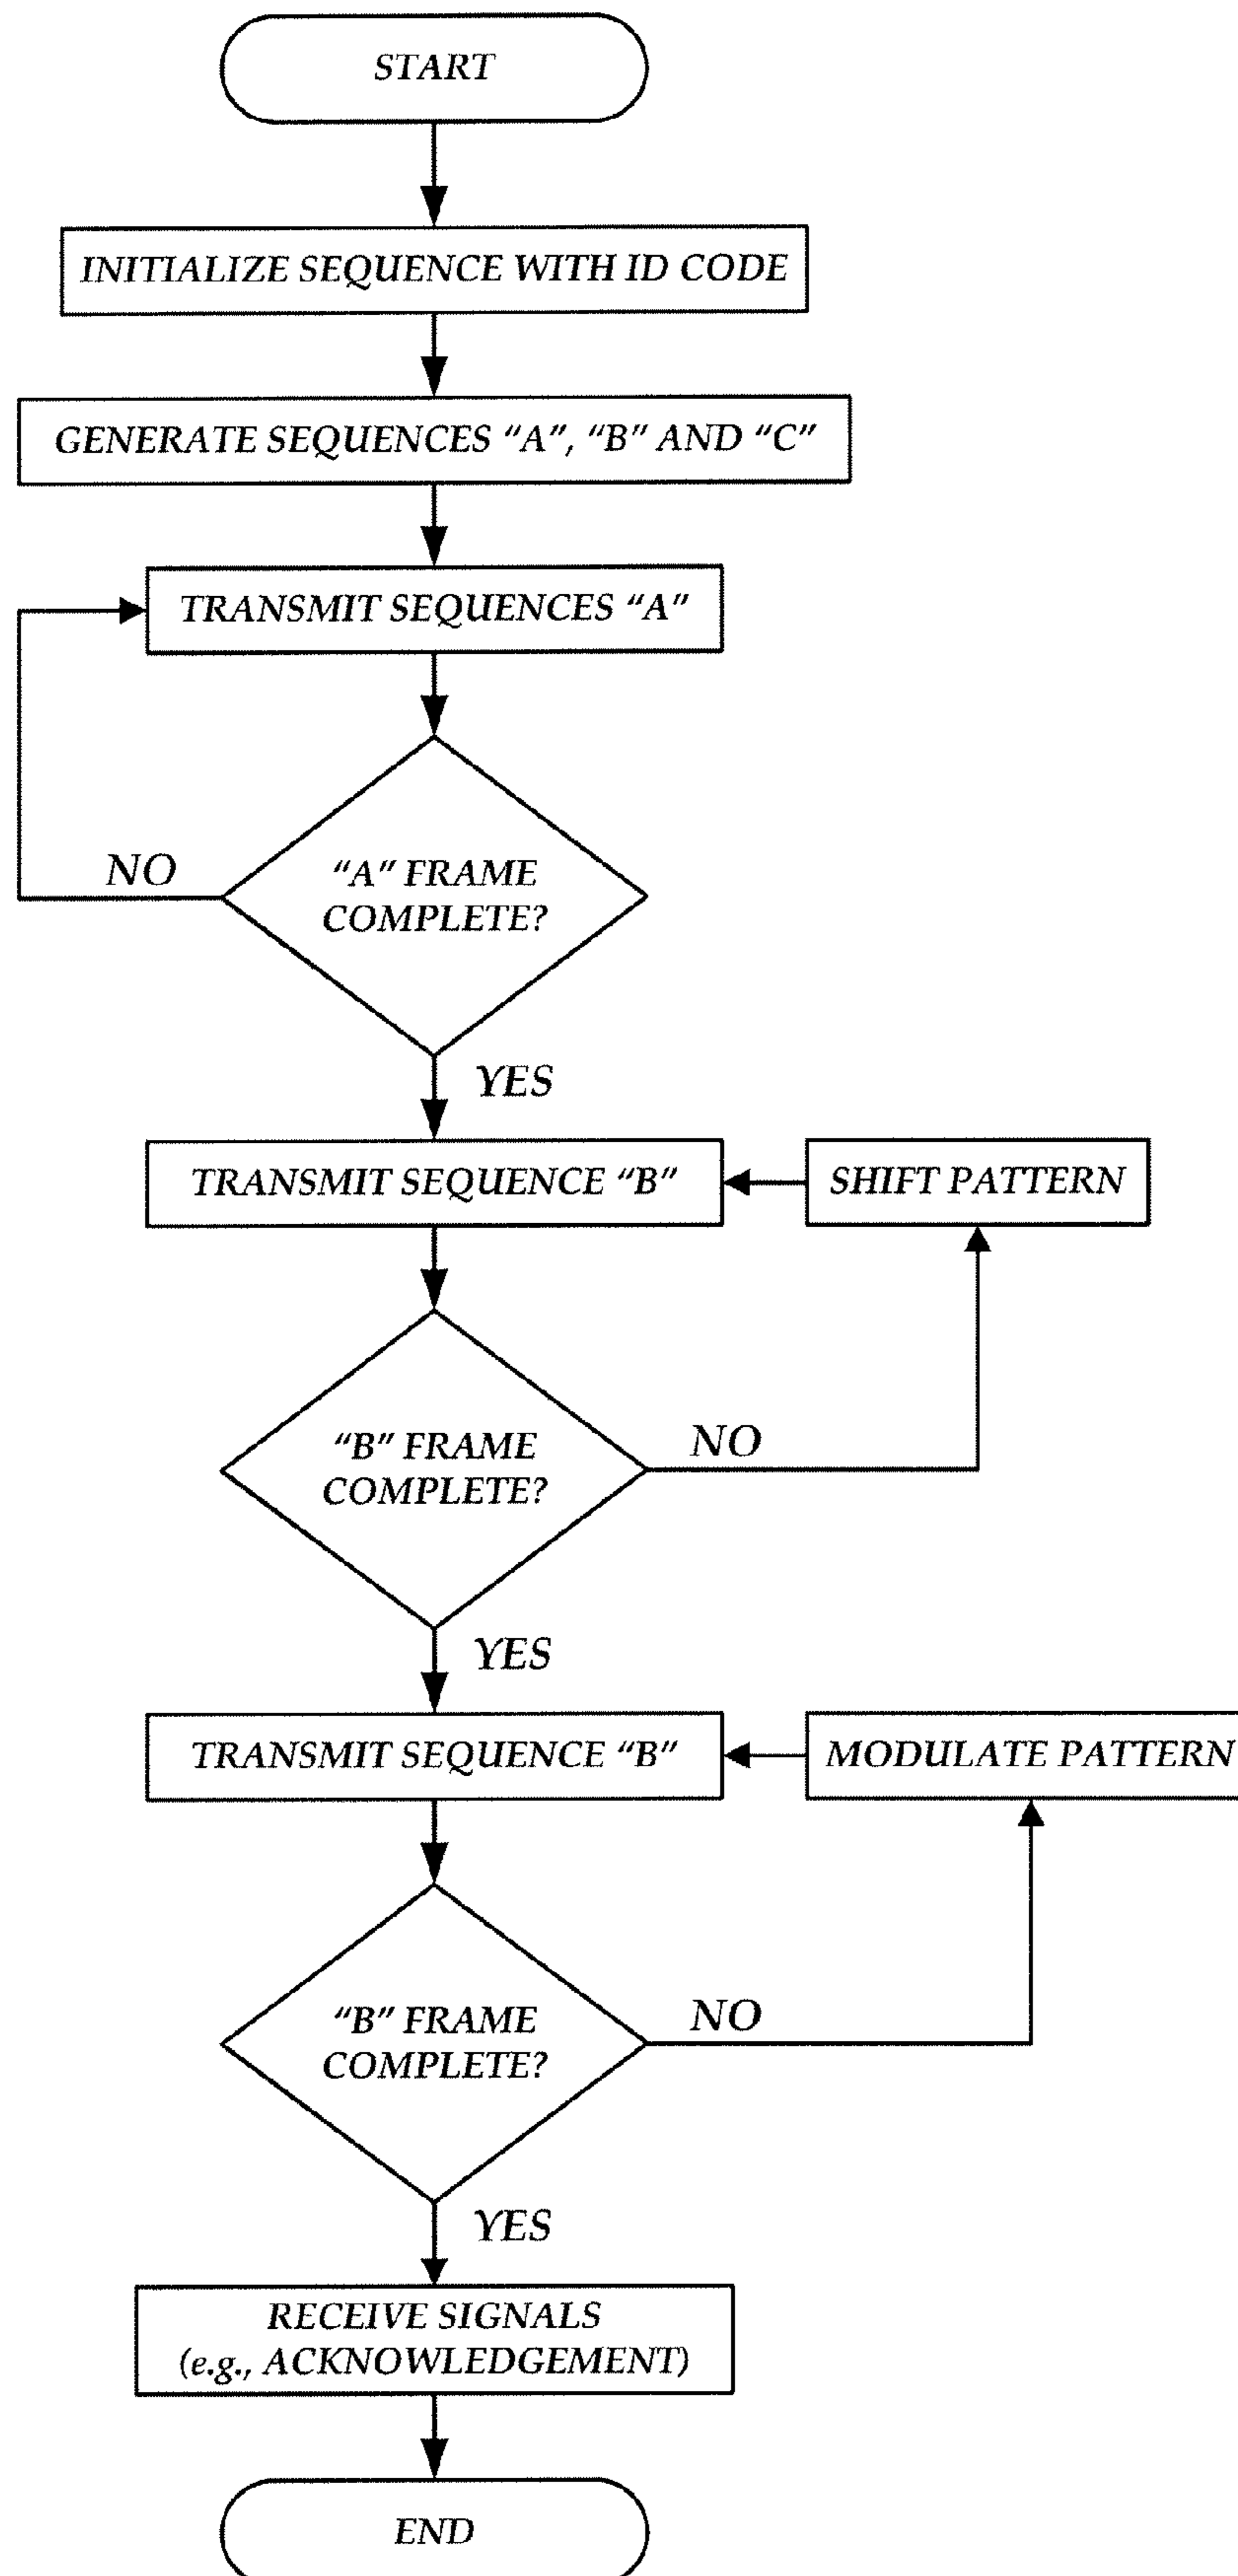 START
INITIALIZE SEQUENCE WITH ID CODE
GENERATE SEQUENCES “A”, “B” AND “C”
TRANSMIT SEQUENCES “A”
“A” FRAME
COMPLETE?
NO
YES
TRANSMIT SEQUENCE “B”
SHIFT PATTERN
“B” FRAME
COMPLETE?
NO
YES
TRANSMIT SEQUENCE “B”
MODULATE PATTERN
“B” FRAME
COMPLETE?
NO
YES
RECEIVE SIGNALS
(e.g., ACKNOWLEDGEMENT)
END